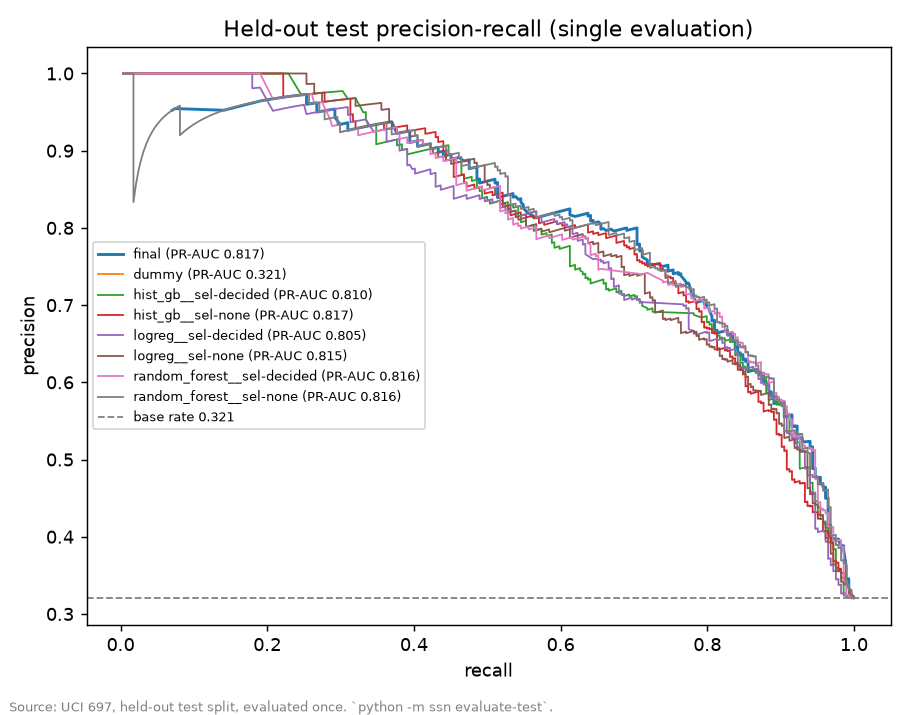 Held-out test precision-recall (single evaluation)
1.0
0.9
0.8
0.7
0.6
0.5
0.4
0.3
precision
final (PR-AUC 0.817)
dummy (PR-AUC 0.321)
hist_gb__sel-decided (PR-AUC 0.810)
hist_gb__sel-none (PR-AUC 0.817)
logreg__sel-decided (PR-AUC 0.805)
logreg__sel-none (PR-AUC 0.815)
random_forest__sel-decided (PR-AUC 0.816)
random_forest__sel-none (PR-AUC 0.816)
base rate 0.321
0.0 0.2 0.4 0.6 0.8 1.0
recall
Source: UCI 697, held-out test split, evaluated once. `python -m ssn evaluate-test`.